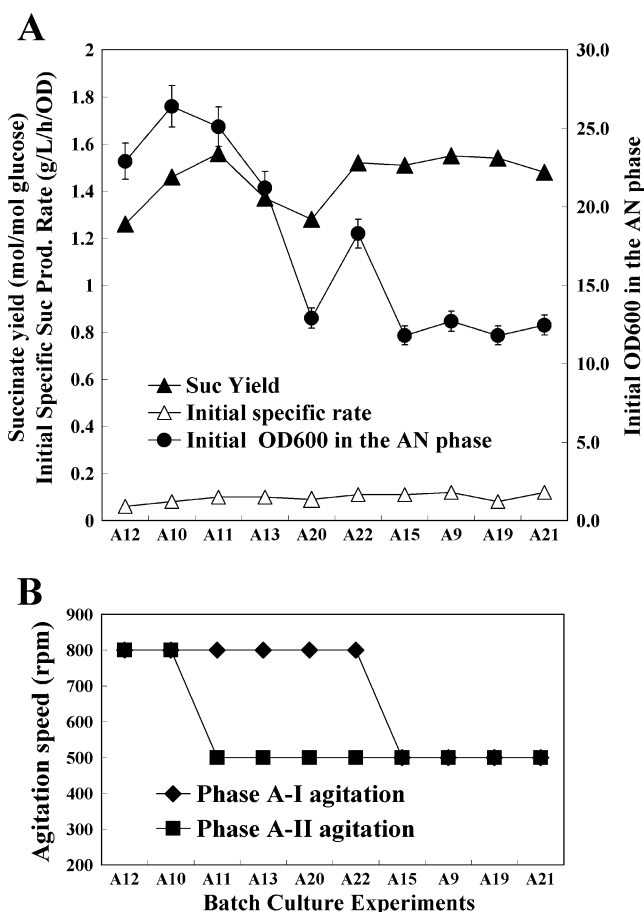 A
Succinate yield (mol/mol glucose)
Initial Specific Suc Prod. Rate (g/L/h/OD)
2
1.8
1.6
1.4
1.2
1
0.8
0.6
0.4
0.2
0
30.0
25.0
20.0
15.0
10.0
5.0
0.0
Initial OD600 in the AN phase
Suc Yield
Initial specific rate
Initial OD600 in the AN phase
A12 A10 A11 A13 A20 A22 A15 A9 A19 A21
B
Agitation speed (rpm)
900
800
700
600
500
400
300
200
Phase A-I agitation
Phase A-II agitation
A12 A10 A11 A13 A20 A22 A15 A9 A19 A21
Batch Culture Experiments